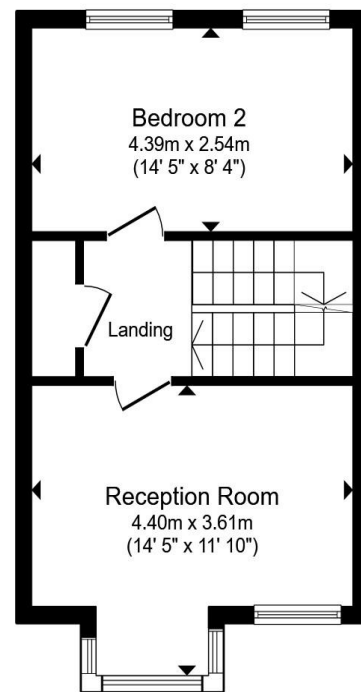 Bedroom 2
4.39m x 2.54m
(14' 5" x 8' 4")
Landing
Reception Room
4.40m x 3.61m
(14' 5" x 11' 10")